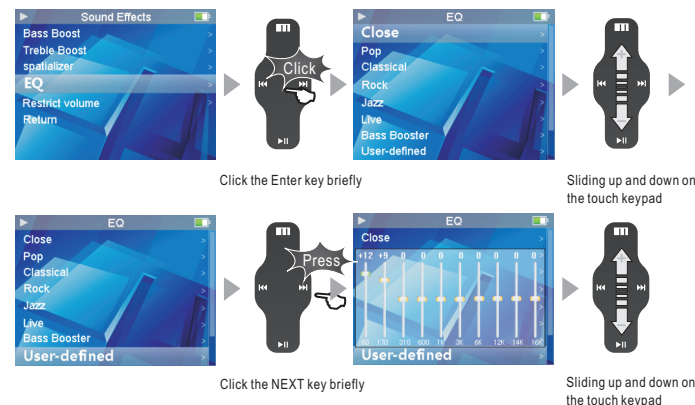 Sound Effects
Bass Boost
Treble Boost
spatializer
EQ
Restrict volume
Return
Click
EQ
Close
Pop
Classical
Rock
Jazz
Live
Bass Booster
User-defined
Click the Enter key briefly
Sliding up and down on
the touch keypad
EQ
Close
Pop
Classical
Rock
Jazz
Live
Bass Booster
User-defined
Press
EQ
Close
+12 +9 0 0 0 0 0 0 0 0
60 170 310 600 1K 3K 6K 12K 14K 16K
User-defined
Click the NEXT key briefly
Sliding up and down on
the touch keypad